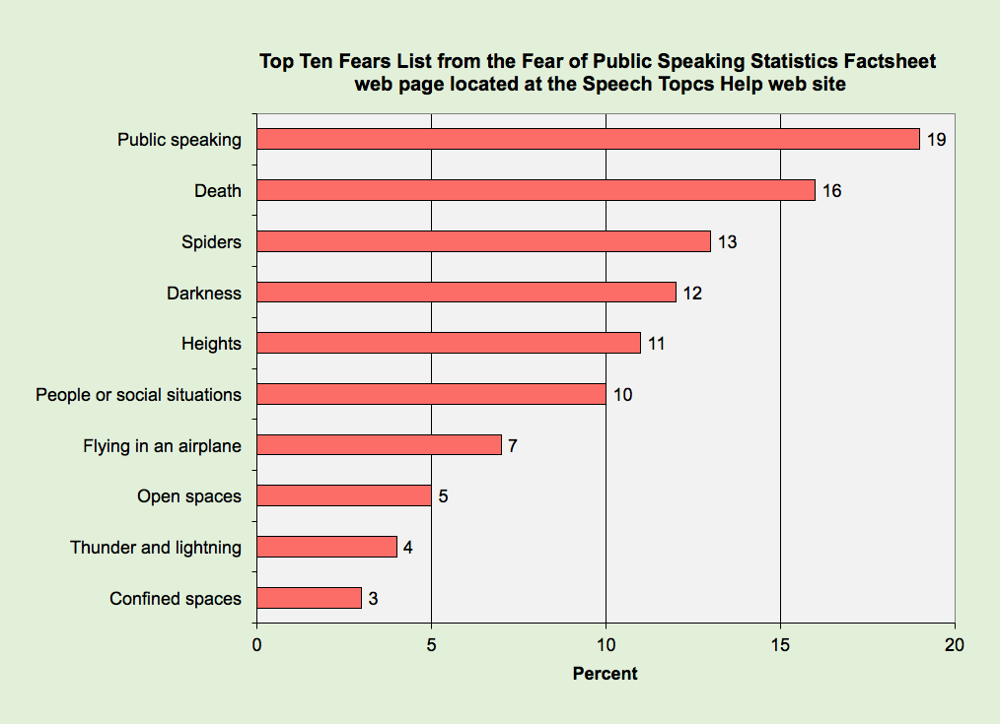 Top Ten Fears List from the Fear of Public Speaking Statistics Factsheet
web page located at the Speech Topcs Help web site
Public speaking 19
Death 16
Spiders 13
Darkness 12
Heights 11
People or social situations 10
Flying in an airplane 7
Open spaces 5
Thunder and lightning 4
Confined spaces 3
0 5 10 15 20
Percent